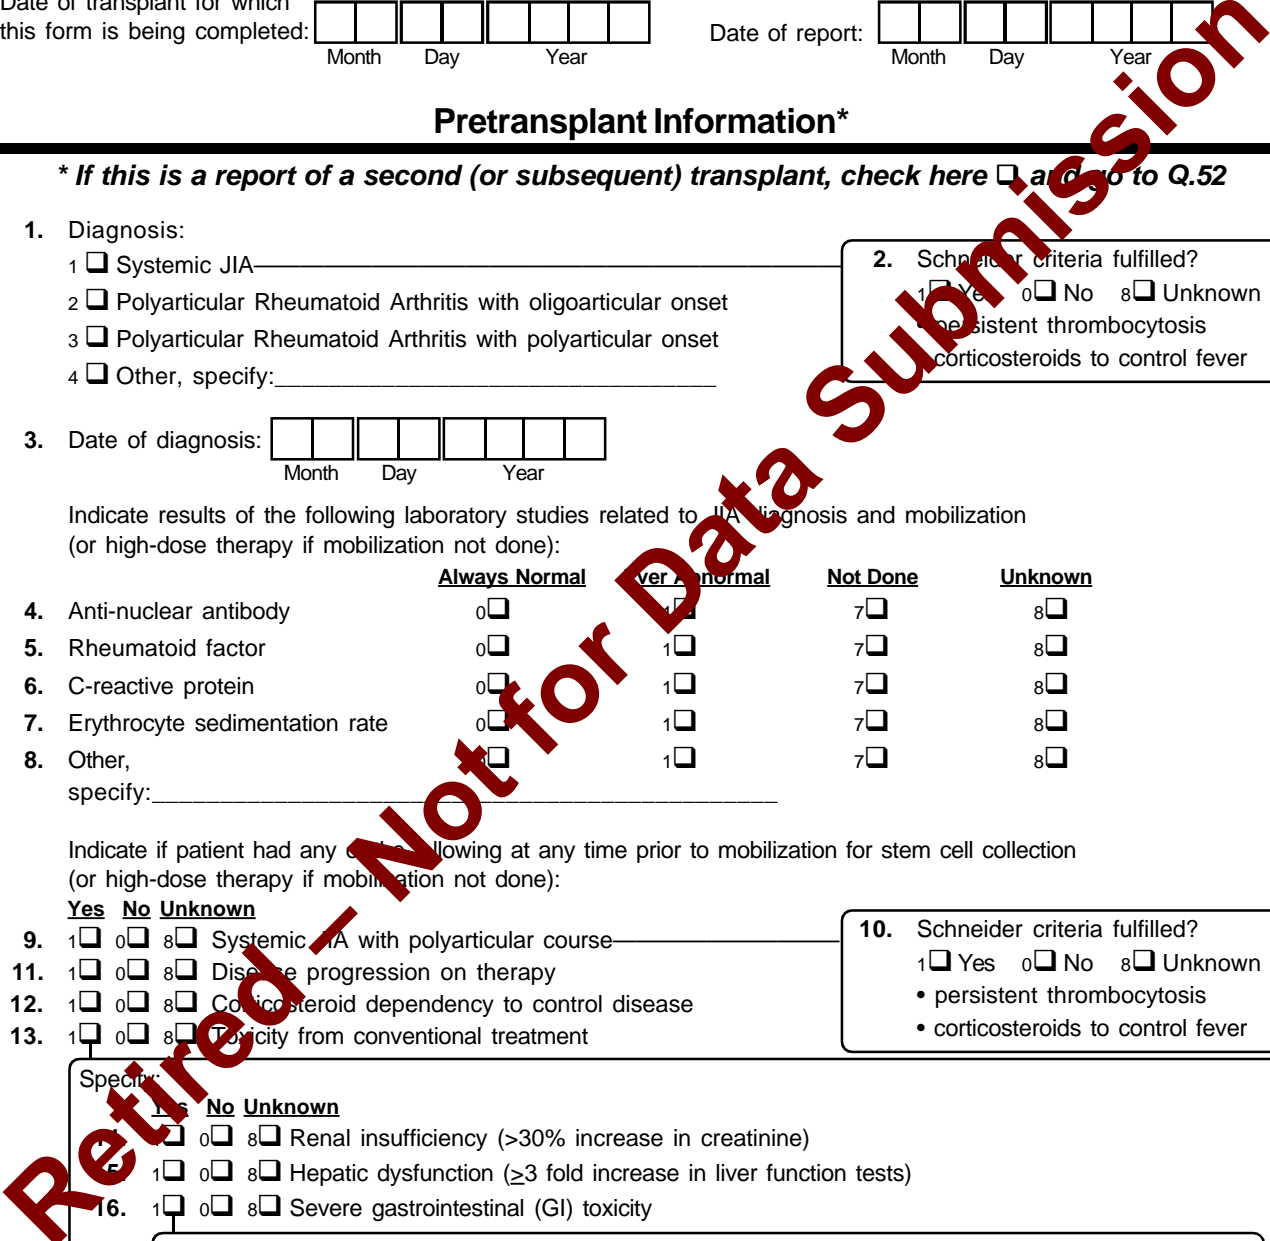 Date of transplant for which
this form is being completed:
Month Day Year
Date of report:
Month Day Year
Pretransplant Information*
* If this is a report of a second (or subsequent) transplant, check here ❑ and go to Q.52
1. Diagnosis:
1 ❑ Systemic JIA
2 ❑ Polyarticular Rheumatoid Arthritis with oligoarticular onset
3 ❑ Polyarticular Rheumatoid Arthritis with polyarticular onset
4 ❑ Other, specify:_________________________________
2. Schneider criteria fulfilled?
1❑ Yes 0❑ No 8❑ Unknown
• persistent thrombocytosis
• corticosteroids to control fever
3. Date of diagnosis:
Month Day Year
Indicate results of the following laboratory studies related to JIA diagnosis and mobilization
(or high-dose therapy if mobilization not done):
Always Normal Ever Abnormal Not Done Unknown
4. Anti-nuclear antibody 0❑ 1❑ 7❑ 8❑
5. Rheumatoid factor 0❑ 1❑ 7❑ 8❑
6. C-reactive protein 0❑ 1❑ 7❑ 8❑
7. Erythrocyte sedimentation rate 0❑ 1❑ 7❑ 8❑
8. Other, 0❑ 1❑ 7❑ 8❑
specify:_______________________________________________
Indicate if patient had any of the following at any time prior to mobilization for stem cell collection
(or high-dose therapy if mobilization not done):
Yes No Unknown
9. 1❑ 0❑ 8❑ Systemic JIA with polyarticular course
10. Schneider criteria fulfilled?
1❑ Yes 0❑ No 8❑ Unknown
• persistent thrombocytosis
• corticosteroids to control fever
11. 1❑ 0❑ 8❑ Disease progression on therapy
12. 1❑ 0❑ 8❑ Corticosteroid dependency to control disease
13. 1❑ 0❑ 8❑ Toxicity from conventional treatment
Specify:
Yes No Unknown
14. 1❑ 0❑ 8❑ Renal insufficiency (>30% increase in creatinine)
15. 1❑ 0❑ 8❑ Hepatic dysfunction (≥3 fold increase in liver function tests)
16. 1❑ 0❑ 8❑ Severe gastrointestinal (GI) toxicity
Retired – Not for Data Submission